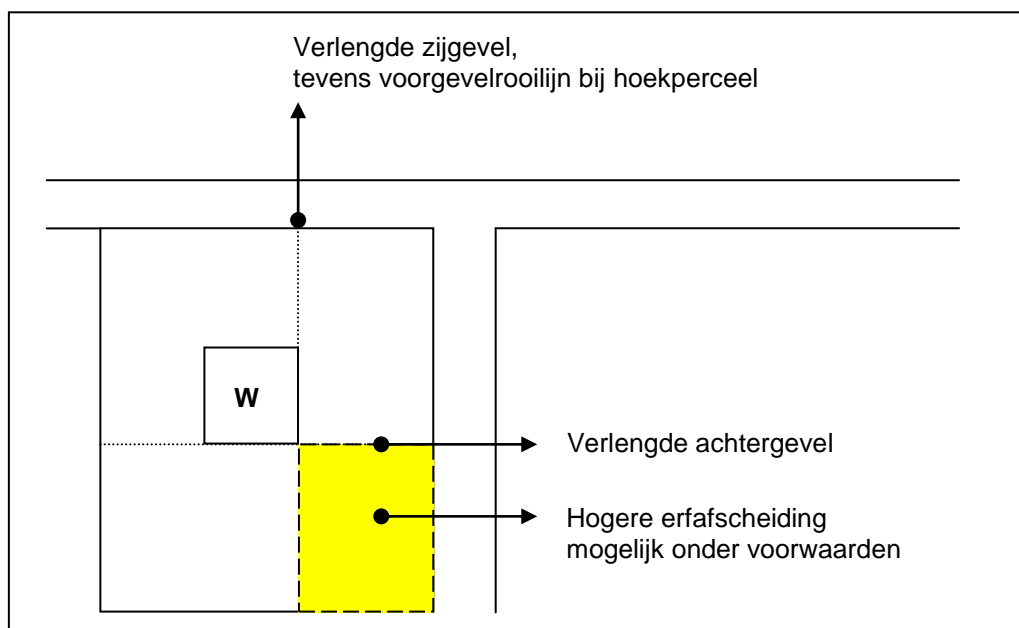 Verlengde zijgevel,
tevens voorgevelrooilijn bij hoekperceel
W
Verlengde achtergevel
Hogere erfafscheiding
mogelijk onder voorwaarden